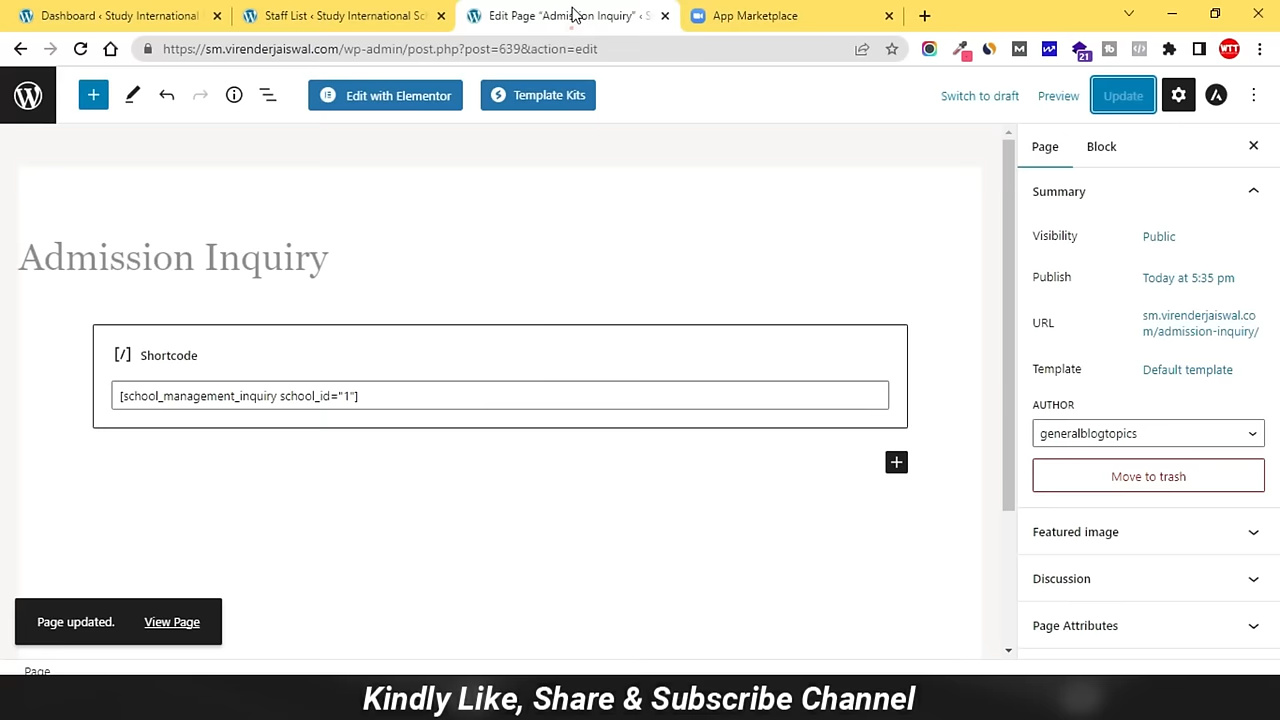 Dashboard ‹ Study International
Staff List ‹ Study International Sc
Edit Page "Admission Inquiry" ‹ S
App Marketplace
https://sm.virenderjaiswal.com/wp-admin/post.php?post=639&action=edit
21
WTT
Edit with Elementor
Template Kits
Switch to draft
Preview
Update
Page
Block
Summary
Admission Inquiry
Visibility
Public
Publish
Today at 5:35 pm
URL
sm.virenderjaiswal.co
m/admission-inquiry/
Template
Default template
[/] Shortcode
[school_management_inquiry school_id="1"]
AUTHOR
generalblogtopics
Move to trash
Featured image
Discussion
Page Attributes
Page updated.
View Page
Page
Kindly Like, Share & Subscribe Channel